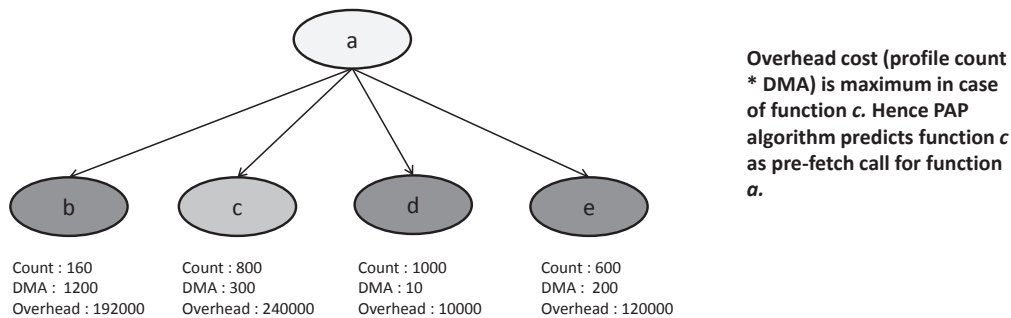 a
Overhead cost (profile count
* DMA) is maximum in case
of function c. Hence PAP
algorithm predicts function c
as pre-fetch call for function
a.
b
c
d
e
Count : 160
DMA : 1200
Overhead : 192000
Count : 800
DMA : 300
Overhead : 240000
Count : 1000
DMA : 10
Overhead : 10000
Count : 600
DMA : 200
Overhead : 120000